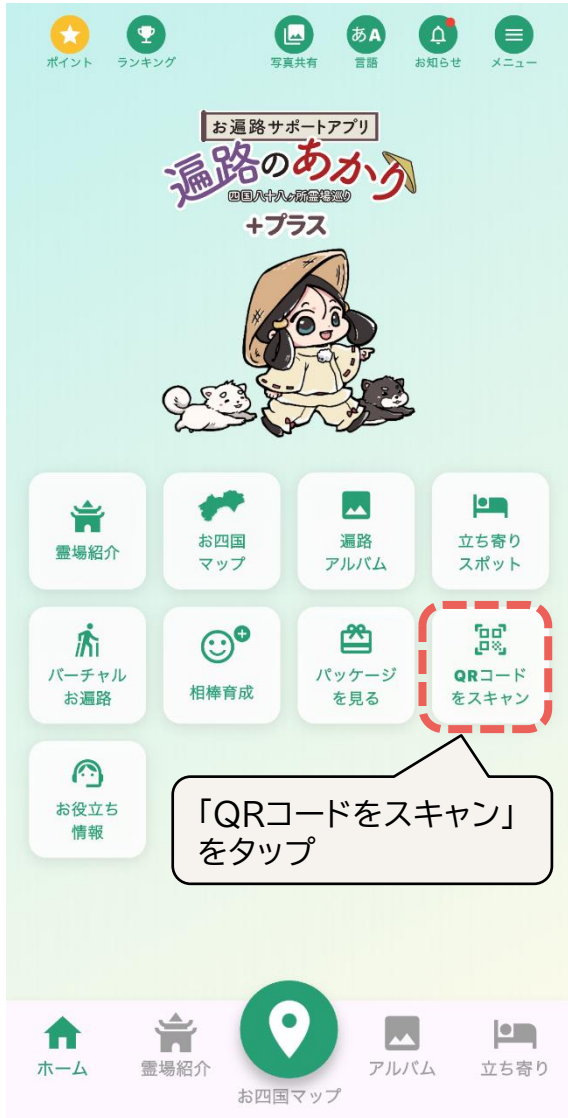 ポイント
ランキング
写真共有
あA
言語
お知らせ
メニュー
お遍路サポートアプリ
遍路のあかり
四国八十八ヶ所霊場巡り
+プラス
霊場紹介
お四国
マップ
遍路
アルバム
立ち寄り
スポット
バーチャル
お遍路
相棒育成
パッケージ
を見る
QRコード
をスキャン
お役立ち
情報
「QRコードをスキャン」
をタップ
ホーム
霊場紹介
お四国マップ
アルバム
立ち寄り